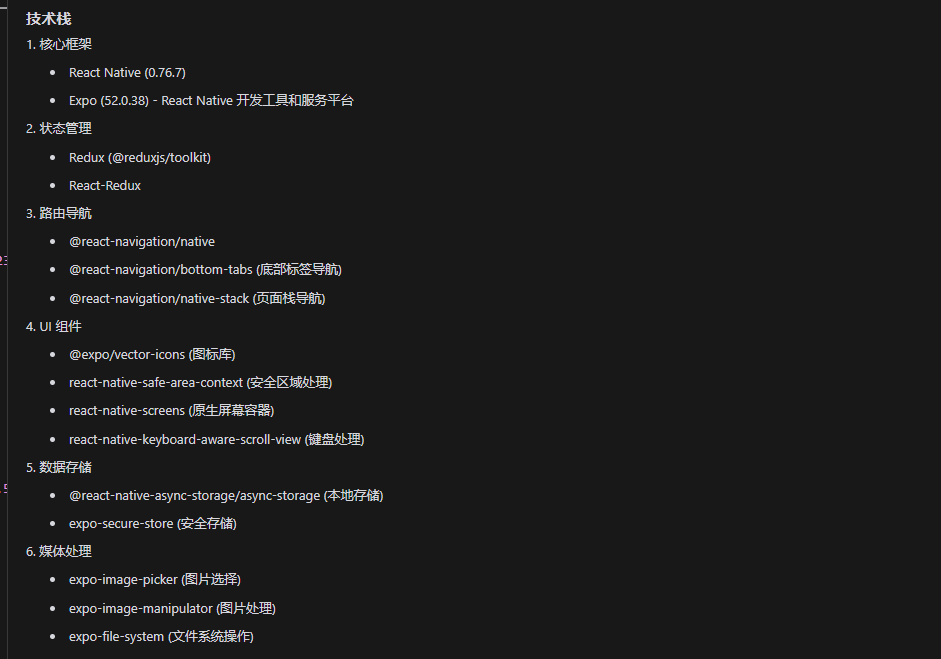 技术栈
1. 核心框架
• React Native (0.76.7)
• Expo (52.0.38) - React Native 开发工具和服务平台
2. 状态管理
• Redux (@reduxjs/toolkit)
• React-Redux
3. 路由导航
• @react-navigation/native
• @react-navigation/bottom-tabs (底部标签导航)
• @react-navigation/native-stack (页面栈导航)
4. UI 组件
• @expo/vector-icons (图标库)
• react-native-safe-area-context (安全区域处理)
• react-native-screens (原生屏幕容器)
• react-native-keyboard-aware-scroll-view (键盘处理)
5. 数据存储
• @react-native-async-storage/async-storage (本地存储)
• expo-secure-store (安全存储)
6. 媒体处理
• expo-image-picker (图片选择)
• expo-image-manipulator (图片处理)
• expo-file-system (文件系统操作)